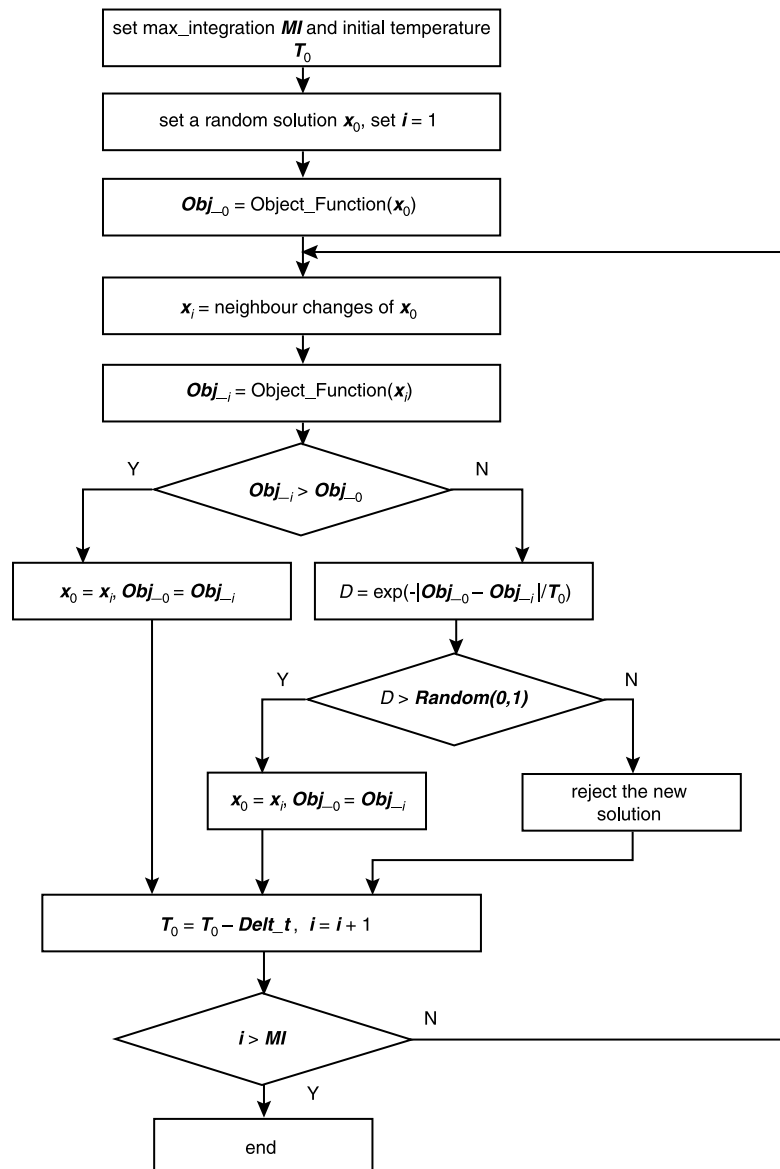 set max_integration MI and initial temperature
T₀
set a random solution x₀, set i = 1
Obj_₀ = Object_Function(x₀)
xᵢ = neighbour changes of x₀
Obj_ᵢ = Object_Function(xᵢ)
Y
N
Obj_ᵢ > Obj_₀
x₀ = xᵢ, Obj_₀ = Obj_ᵢ
D = exp(-|Obj_₀ – Obj_ᵢ|/T₀)
Y
N
D > Random(0,1)
x₀ = xᵢ, Obj_₀ = Obj_ᵢ
reject the new
solution
T₀ = T₀ – Delt_t, i = i + 1
N
i > MI
Y
end